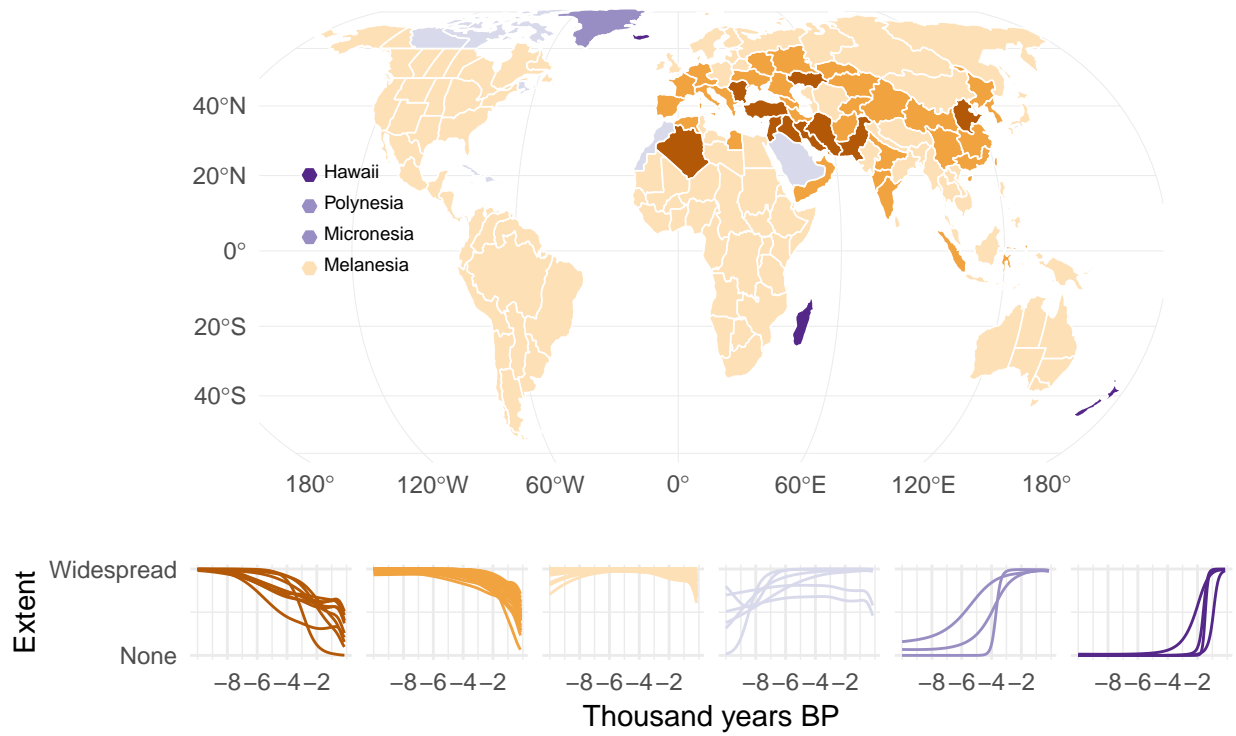 40°N
20°N
0°
20°S
40°S
Hawaii
Polynesia
Micronesia
Melanesia
180° 120°W 60°W 0° 60°E 120°E 180°
Extent
Widespread
None
−8−6−4−2 −8−6−4−2 −8−6−4−2 −8−6−4−2 −8−6−4−2 −8−6−4−2
Thousand years BP